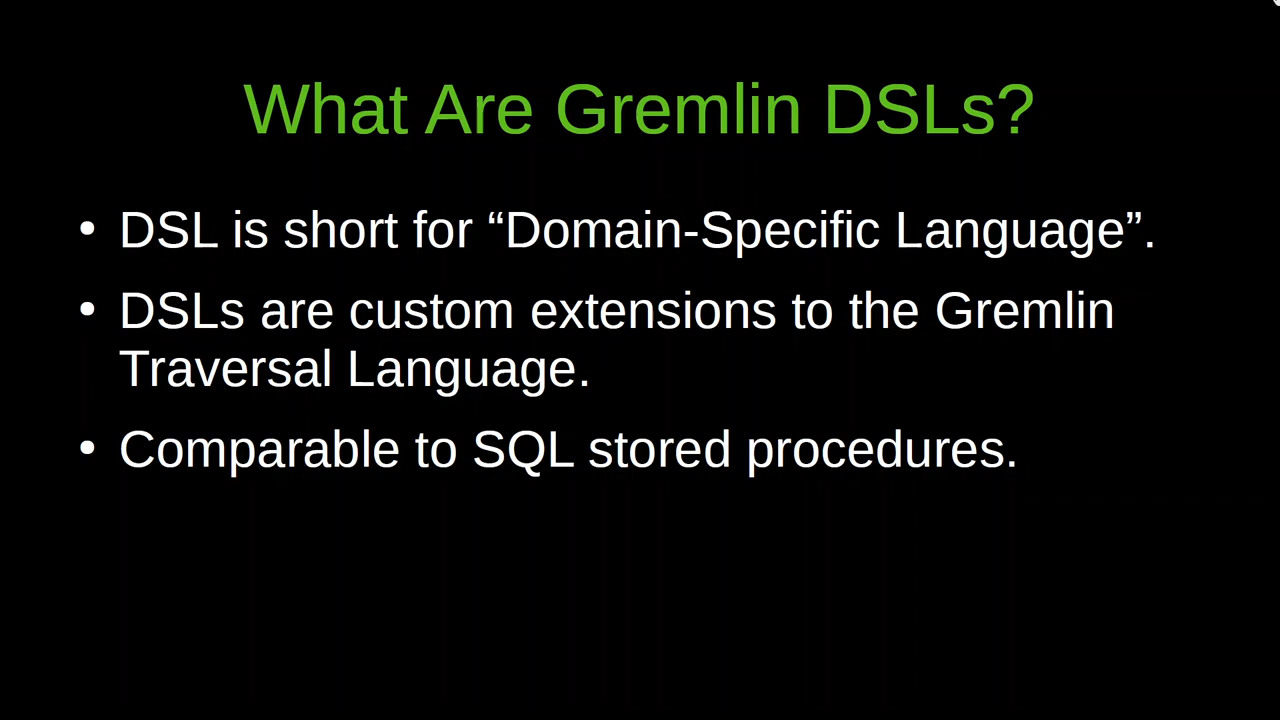 What Are Gremlin DSLs?
• DSL is short for “Domain-Specific Language”.
• DSLs are custom extensions to the Gremlin
Traversal Language.
• Comparable to SQL stored procedures.